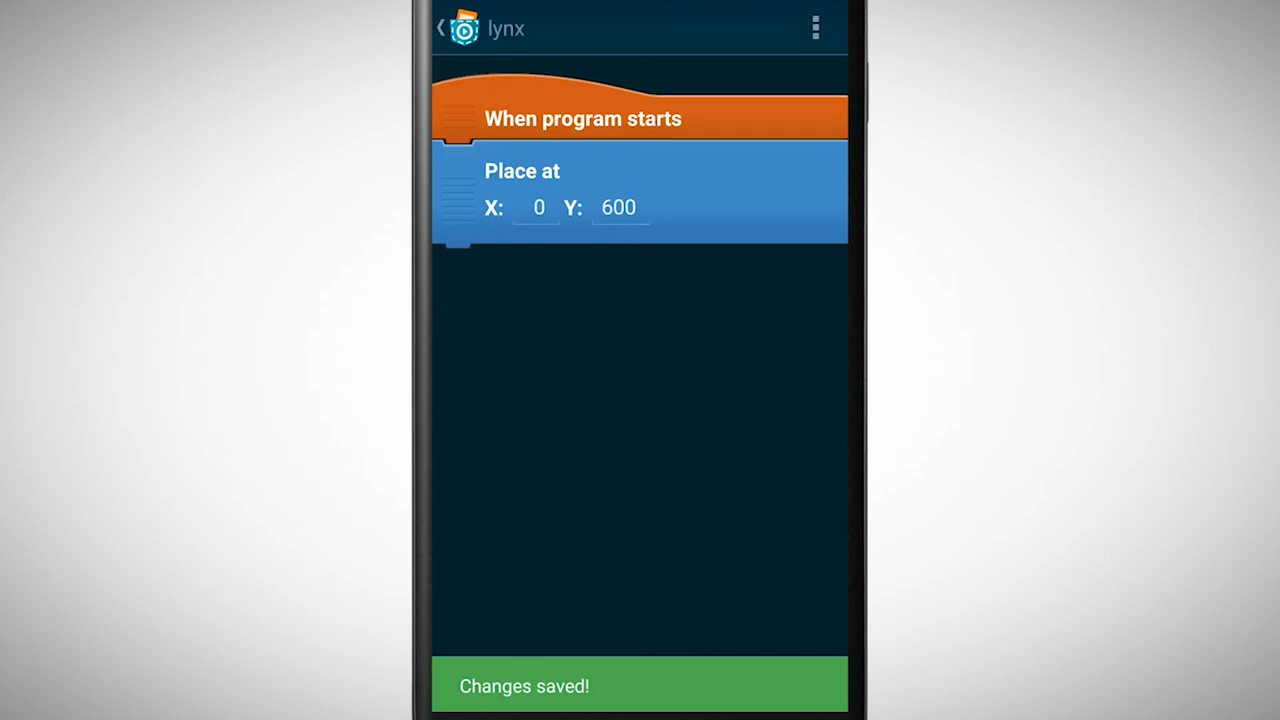 lynx
When program starts
Place at
X: 0 Y: 600
Changes saved!